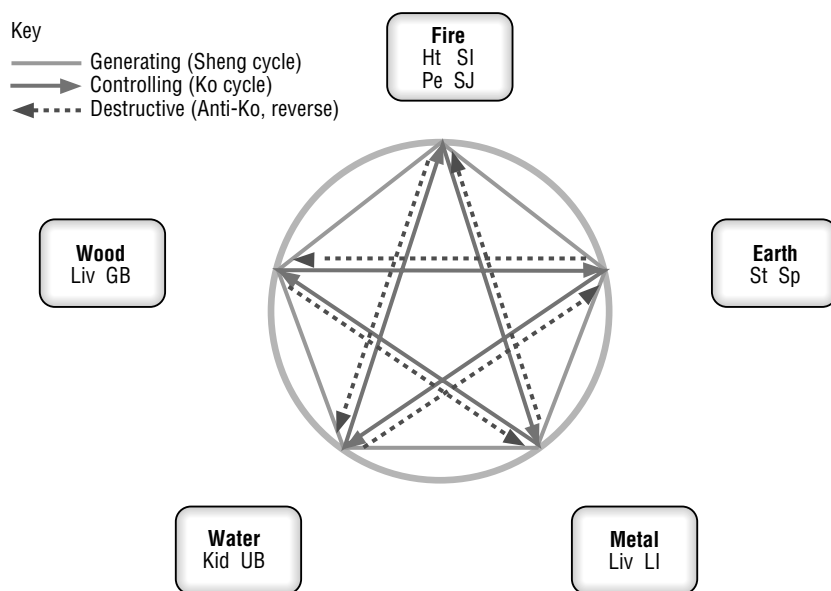 Key
Generating (Sheng cycle)
Controlling (Ko cycle)
Destructive (Anti-Ko, reverse)
Fire
Ht SI
Pe SJ
Wood
Liv GB
Earth
St Sp
Water
Kid UB
Metal
Liv LI